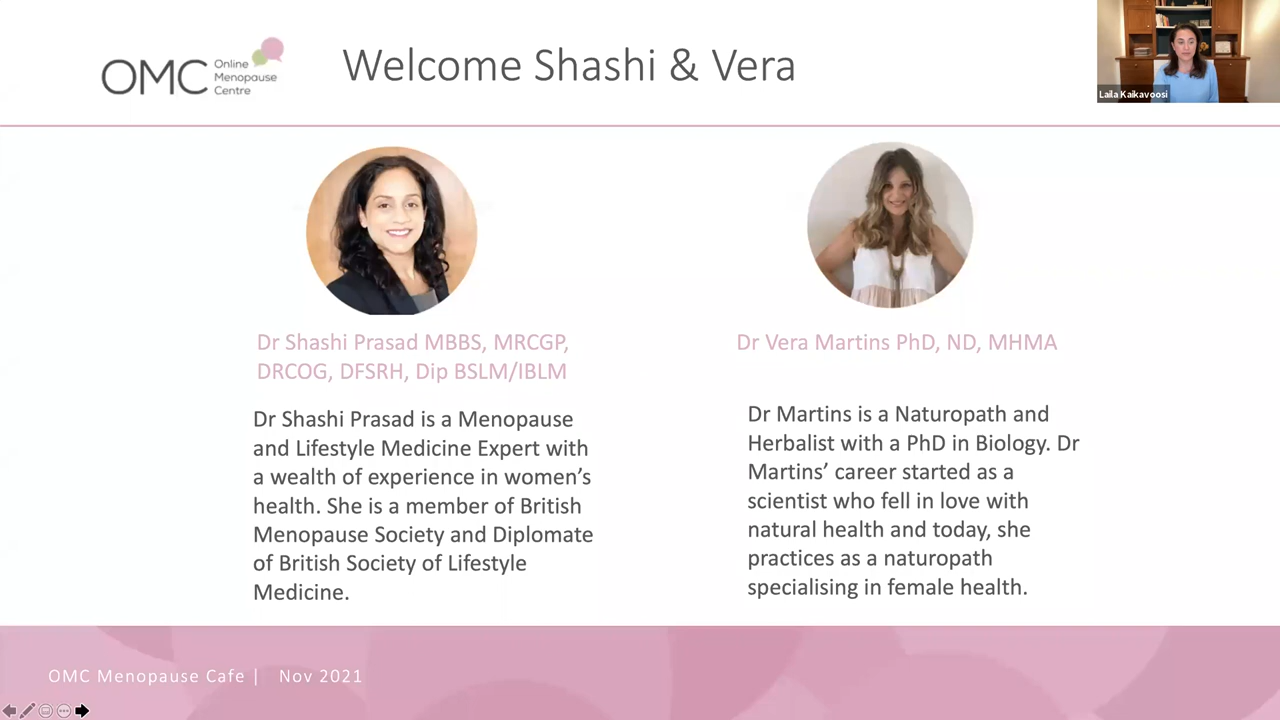 OMC
Online
Menopause
Centre
Welcome Shashi & Vera
Laila Kaikavoosi
Dr Shashi Prasad MBBS, MRCGP,
DRCOG, DFSRH, Dip BSLM/IBLM
Dr Shashi Prasad is a Menopause
and Lifestyle Medicine Expert with
a wealth of experience in women's
health. She is a member of British
Menopause Society and Diplomate
of British Society of Lifestyle
Medicine.
Dr Vera Martins PhD, ND, MHMA
Dr Martins is a Naturopath and
Herbalist with a PhD in Biology. Dr
Martins' career started as a
scientist who fell in love with
natural health and today, she
practices as a naturopath
specialising in female health.
OMC Menopause Cafe | Nov 2021